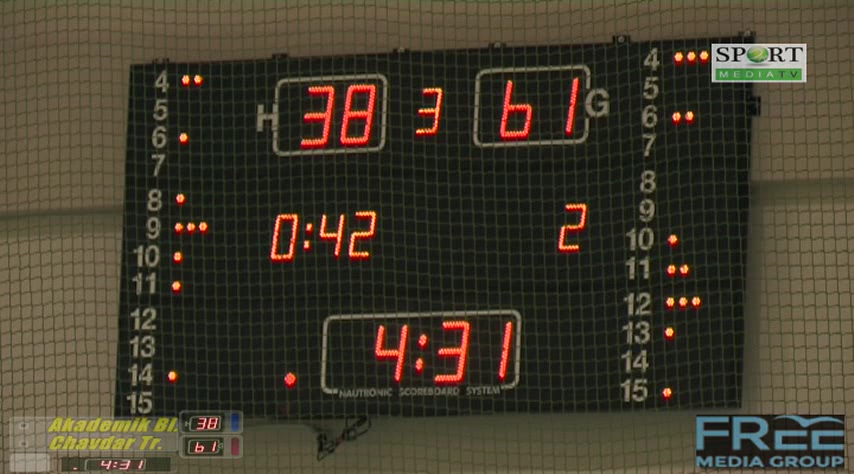 SPORT
MEDIATV
4 4
5 H 38 3 61 G 5
6 6
7 7
8 8
9 0:42 2 9
10 10
11 11
12 12
13 4:31 13
14 14
NAUTRONIC SCOREBOARD SYSTEM
15 15
Akademik Bl. 38
Chavdar Tr. 61
4:31
FREE
MEDIA GROUP